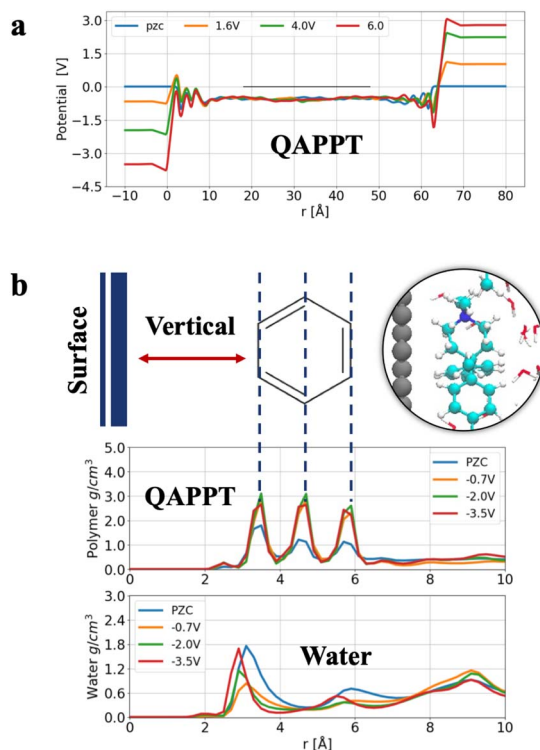 a
pzc 1.6V 4.0V 6.0
Potential [V]
3.0
1.5
0.0
-1.5
-3.0
-4.5
QAPPT
−10 0 10 20 30 40 50 60 70 80
r [Å]
b
Surface
Vertical
Polymer g/cm³
5.0
4.0
3.0
2.0
1.0
0.0
QAPPT
PZC
-0.7V
-2.0V
-3.5V
0 2 4 6 8 10
Water g/cm³
1.8
1.2
0.6
0.0
PZC
-0.7V
-2.0V
-3.5V
Water
0 2 4 6 8 10
r [Å]